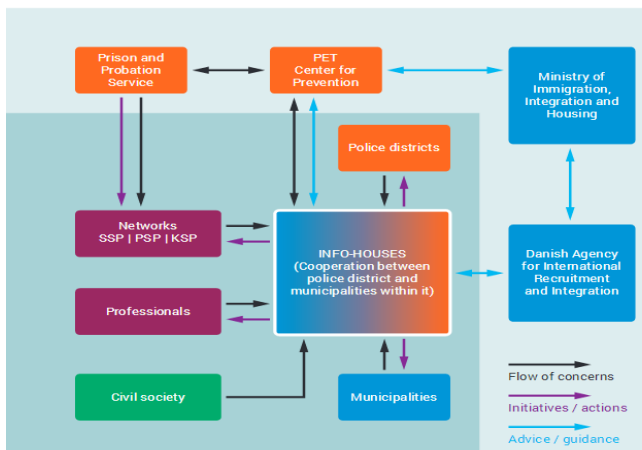 Prison and
Probation
Service
PET
Center for
Prevention
Ministry of
Immigration,
Integration and
Housing
Police districts
Networks
SSP | PSP | KSP
INFO-HOUSES
(Cooperation between
police district and
municipalities within it)
Danish Agency
for International
Recruitment
and Integration
Professionals
Civil society
Municipalities
Flow of concerns
Initiatives / actions
Advice / guidance